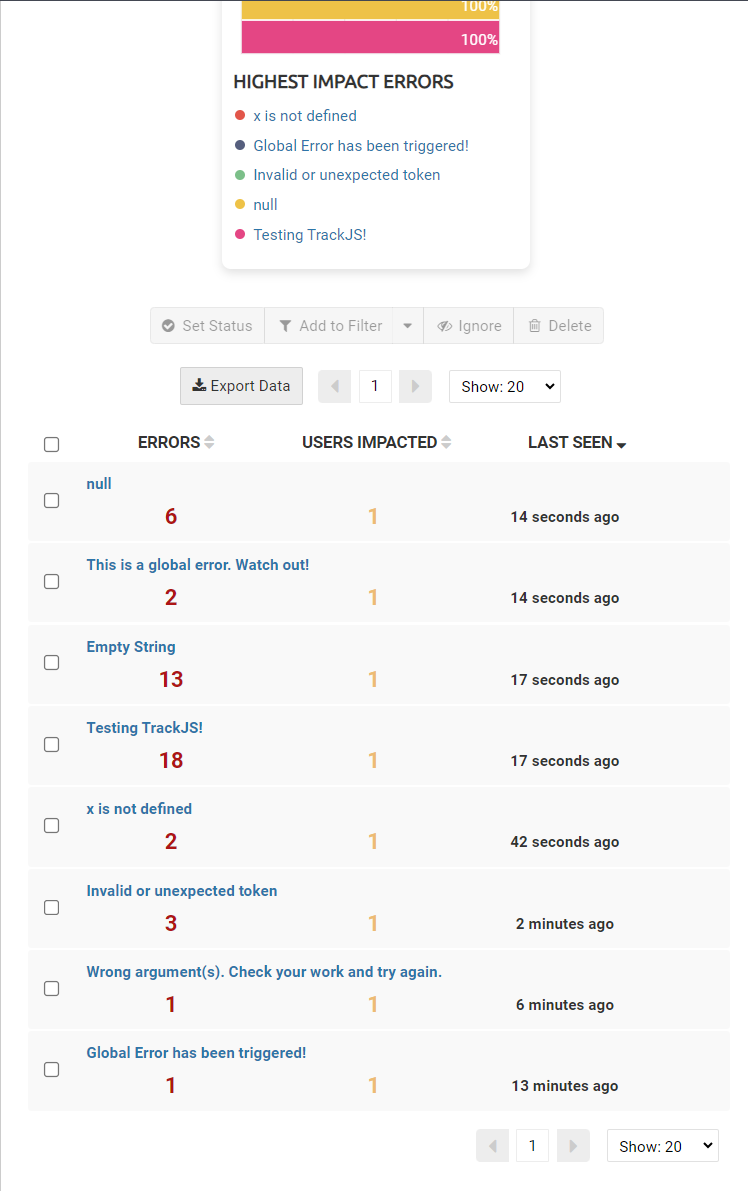 100%
100%
HIGHEST IMPACT ERRORS
x is not defined
Global Error has been triggered!
Invalid or unexpected token
null
Testing TrackJS!
Set Status Add to Filter Ignore Delete
Export Data 1 Show: 20
ERRORS USERS IMPACTED LAST SEEN
null
6 1 14 seconds ago
This is a global error. Watch out!
2 1 14 seconds ago
Empty String
13 1 17 seconds ago
Testing TrackJS!
18 1 17 seconds ago
x is not defined
2 1 42 seconds ago
Invalid or unexpected token
3 1 2 minutes ago
Wrong argument(s). Check your work and try again.
1 1 6 minutes ago
Global Error has been triggered!
1 1 13 minutes ago
1 Show: 20